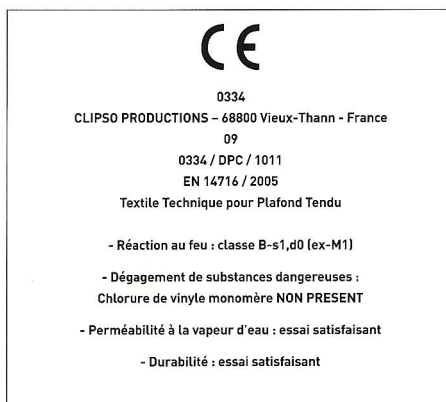 CE
0334
CLIPSO PRODUCTIONS – 68800 Vieux-Thann - France
09
0334 / DPC / 1011
EN 14716 / 2005
Textile Technique pour Plafond Tendu
- Réaction au feu : classe B-s1,d0 (ex-M1)
- Dégagement de substances dangereuses :
Chlorure de vinyle monomère NON PRESENT
- Perméabilité à la vapeur d'eau : essai satisfaisant
- Durabilité : essai satisfaisant